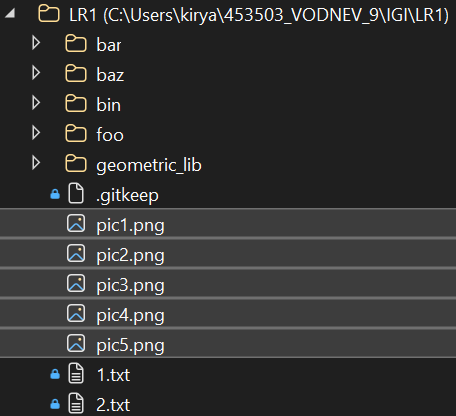 LR1 (C:\Users\kirya\453503_VODNEV_9\IGI\LR1)
bar
baz
bin
foo
geometric_lib
.gitkeep
pic1.png
pic2.png
pic3.png
pic4.png
pic5.png
1.txt
2.txt